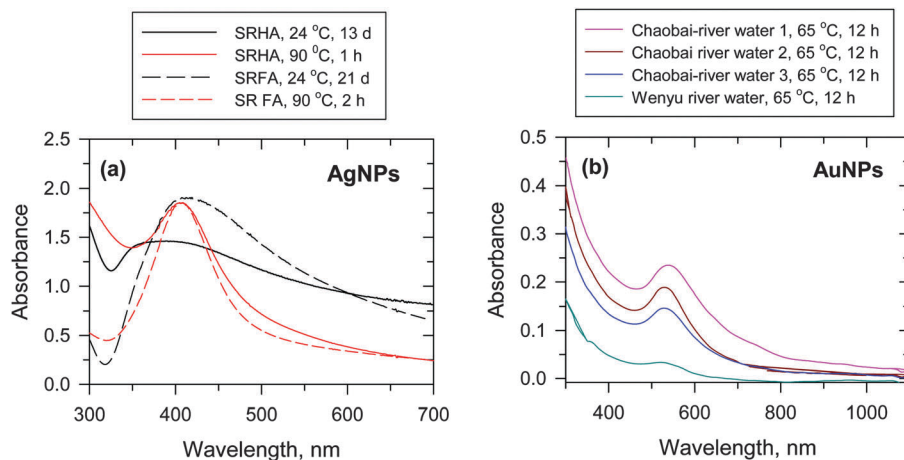 SRHA, 24 °C, 13 d
SRHA, 90 ⁰C, 1 h
SRFA, 24 °C, 21 d
SR FA, 90 °C, 2 h
(a)
AgNPs
2.5
2.0
1.5
1.0
0.5
0.0
Absorbance
300
400
500
600
700
Wavelength, nm
Chaobai-river water 1, 65 °C, 12 h
Chaobai river water 2, 65 °C, 12 h
Chaobai-river water 3, 65 °C, 12 h
Wenyu river water, 65 °C, 12 h
(b)
AuNPs
0.5
0.4
0.3
0.2
0.1
0.0
Absorbance
400
600
800
1000
Wavelength, nm